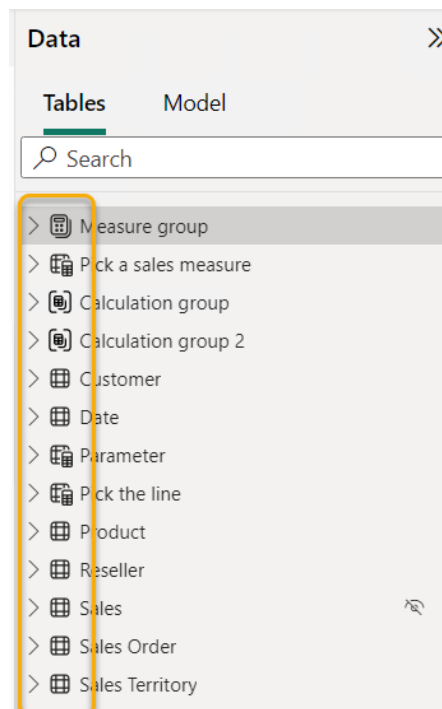 Data
Tables Model
Search
Measure group
Pick a sales measure
Calculation group
Calculation group 2
Customer
Date
Parameter
Pick the line
Product
Reseller
Sales
Sales Order
Sales Territory